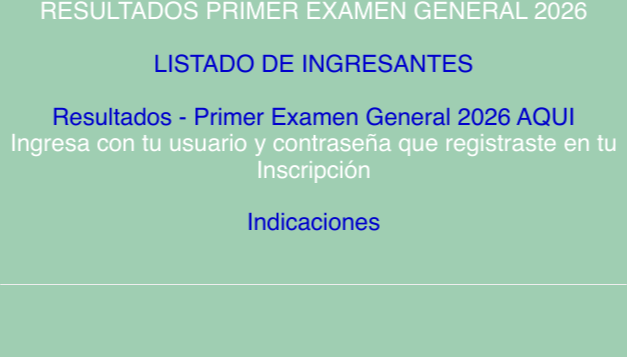 RESULTADOS PRIMER EXAMEN GENERAL 2026
LISTADO DE INGRESANTES
Resultados - Primer Examen General 2026 AQUI
Ingresa con tu usuario y contraseña que registraste en tu
Inscripción
Indicaciones